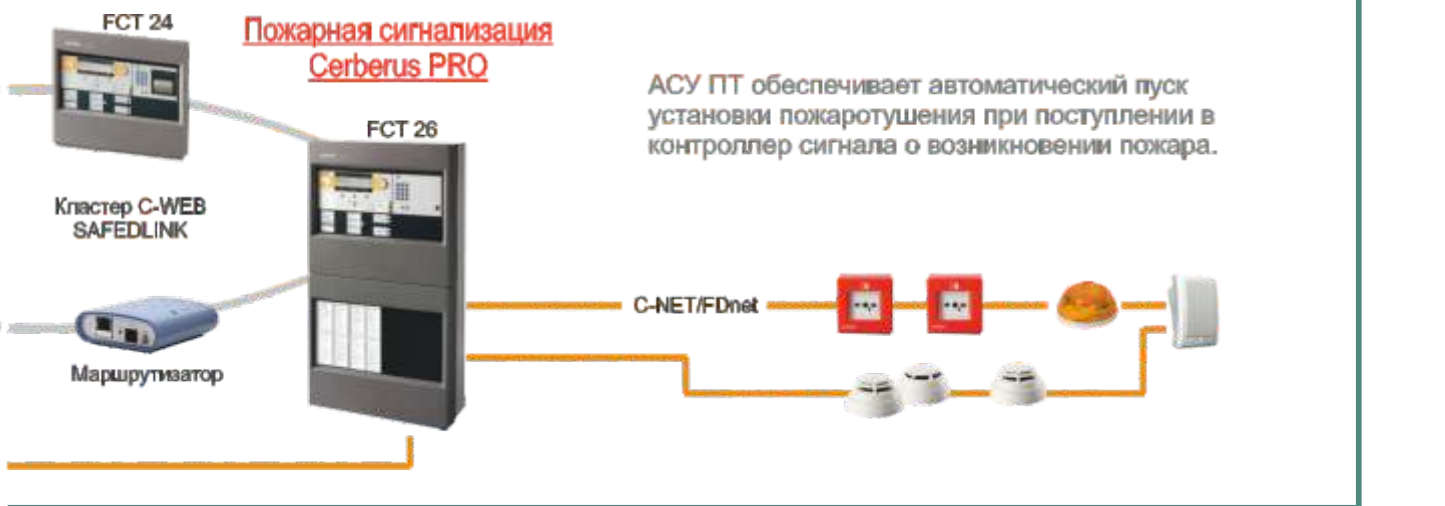 FCT 24
Пожарная сигнализация
Cerberus PRO
АСУ ПТ обеспечивает автоматический пуск
установки пожаротушения при поступлении в
контроллер сигнала о возникновении пожара.
FCT 26
Кластер C-WEB
SAFEDLINK
C-NET/FDnet
Маршрутизатор